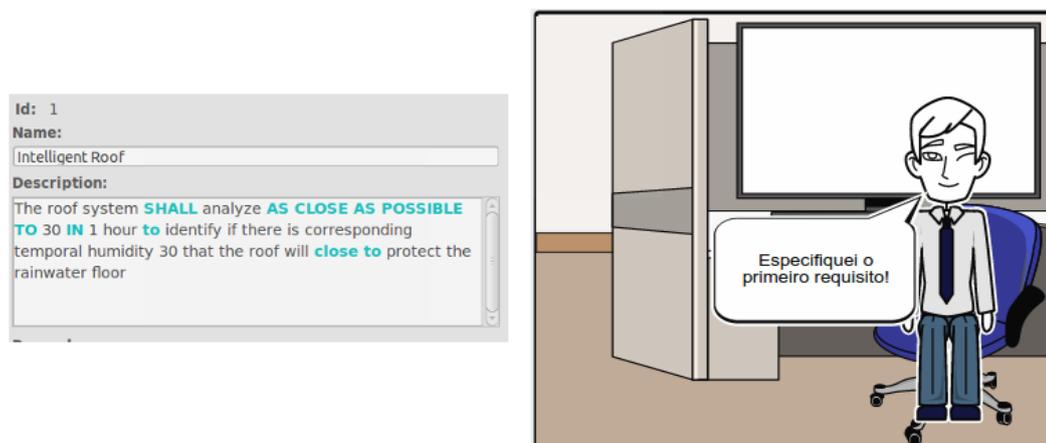 Id: 1
Name:
Intelligent Roof
Description:
The roof system SHALL analyze AS CLOSE AS POSSIBLE
TO 30 IN 1 hour to identify if there is corresponding
temporal humidity 30 that the roof will close to protect the
rainwater floor
Especifiquei o
primeiro requisito!